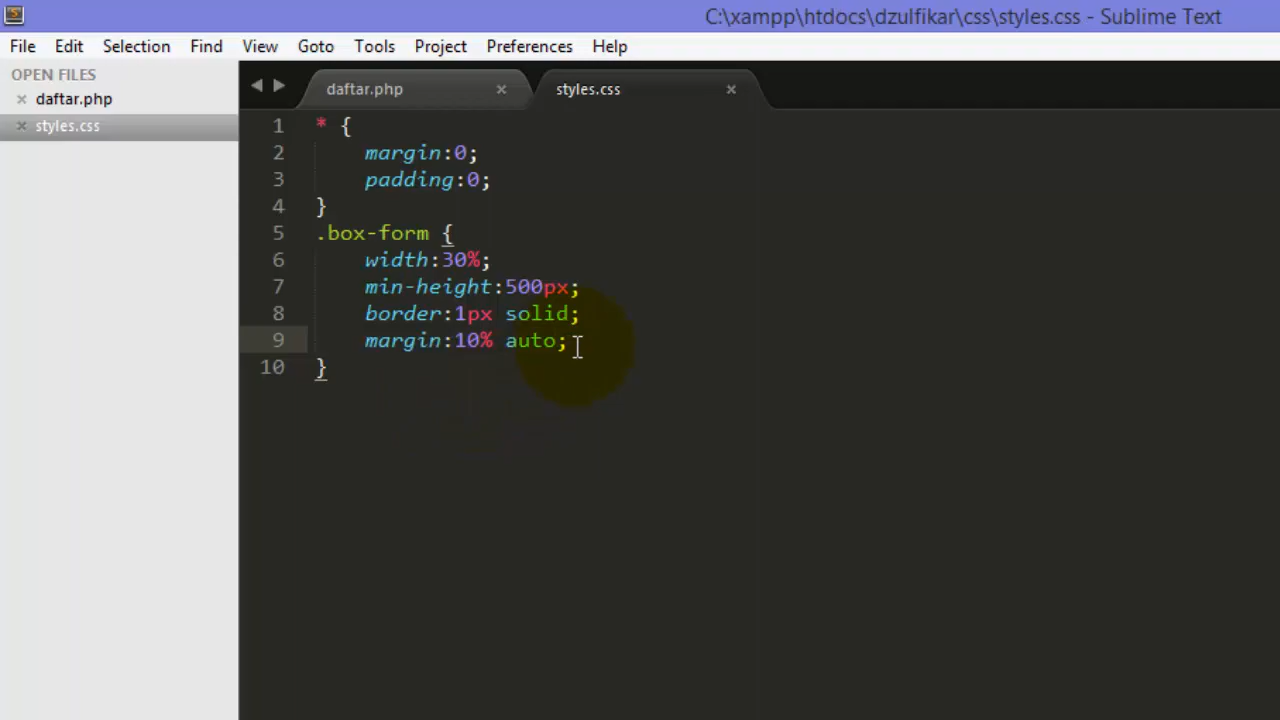 C:\xampp\htdocs\dzulfikar\css\styles.css - Sublime Text
File Edit Selection Find View Goto Tools Project Preferences Help
OPEN FILES
daftar.php
styles.css
daftar.php styles.css
1 * {
2 margin:0;
3 padding:0;
4 }
5 .box-form {
6 width:30%;
7 min-height:500px;
8 border:1px solid;
9 margin:10% auto;
10 }